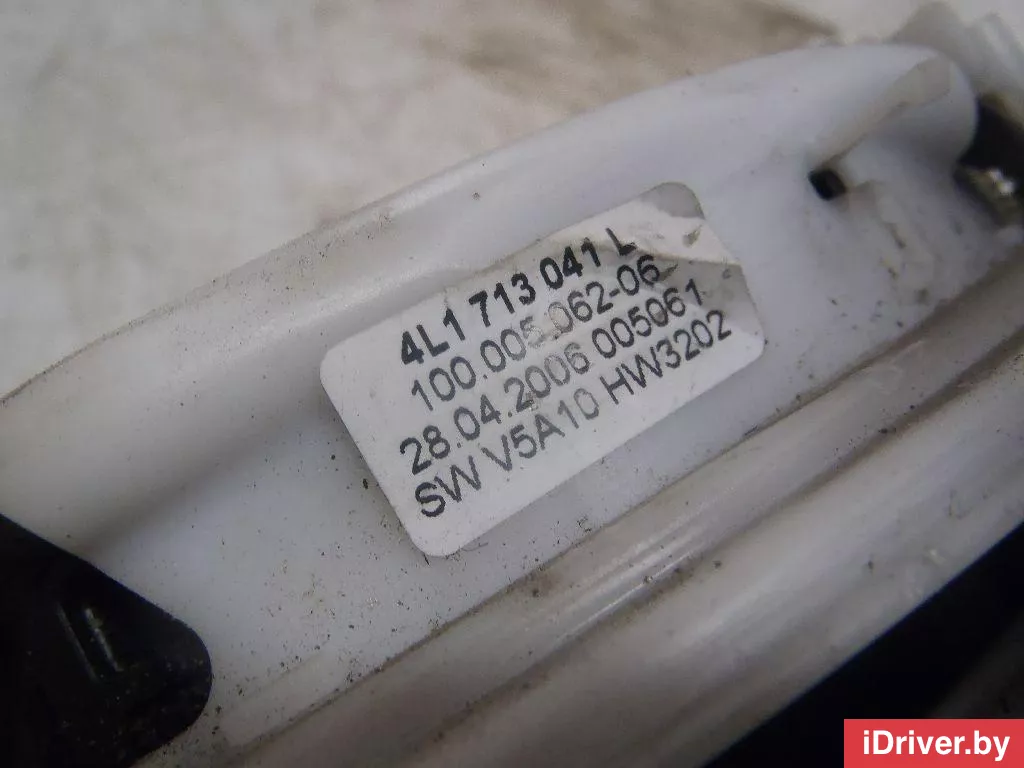 4L1 713 041 L
100.005.062-06
28.04.2006 005061
SW V5A10 HW3202
iDriver.by